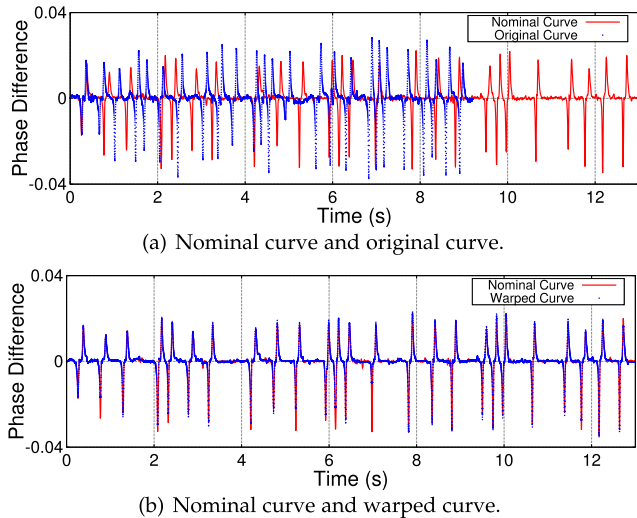 0.04
0
-0.04
Phase Difference
Nominal Curve
Original Curve
0 2 4 6 8 10 12
Time (s)
(a) Nominal curve and original curve.
0.04
0
-0.04
Phase Difference
Nominal Curve
Warped Curve
0 2 4 6 8 10 12
Time (s)
(b) Nominal curve and warped curve.